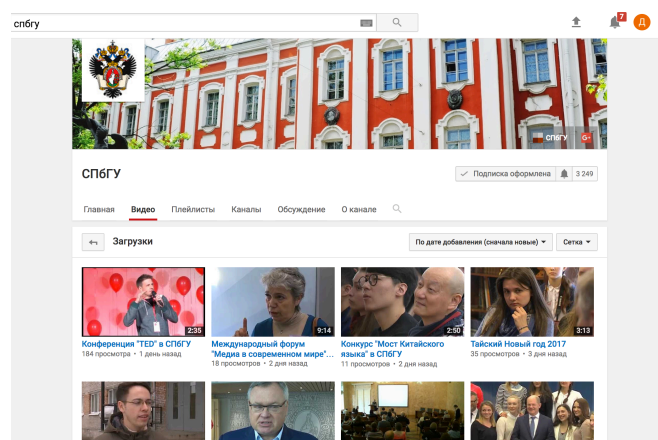 спбгу
7
Д
СПбГУ
G+
СПбГУ
Подписка оформлена 3 249
Главная Видео Плейлисты Каналы Обсуждение О канале
Загрузки
По дате добавления (сначала новые) Сетка
2:35
9:14
2:50
3:13
Конференция "TED" в СПбГУ
184 просмотра • 1 день назад
Международный форум
"Медиа в современном мире"...
18 просмотров • 2 дня назад
Конкурс "Мост Китайского
языка" в СПбГУ
11 просмотров • 2 дня назад
Тайский Новый год 2017
35 просмотров • 3 дня назад